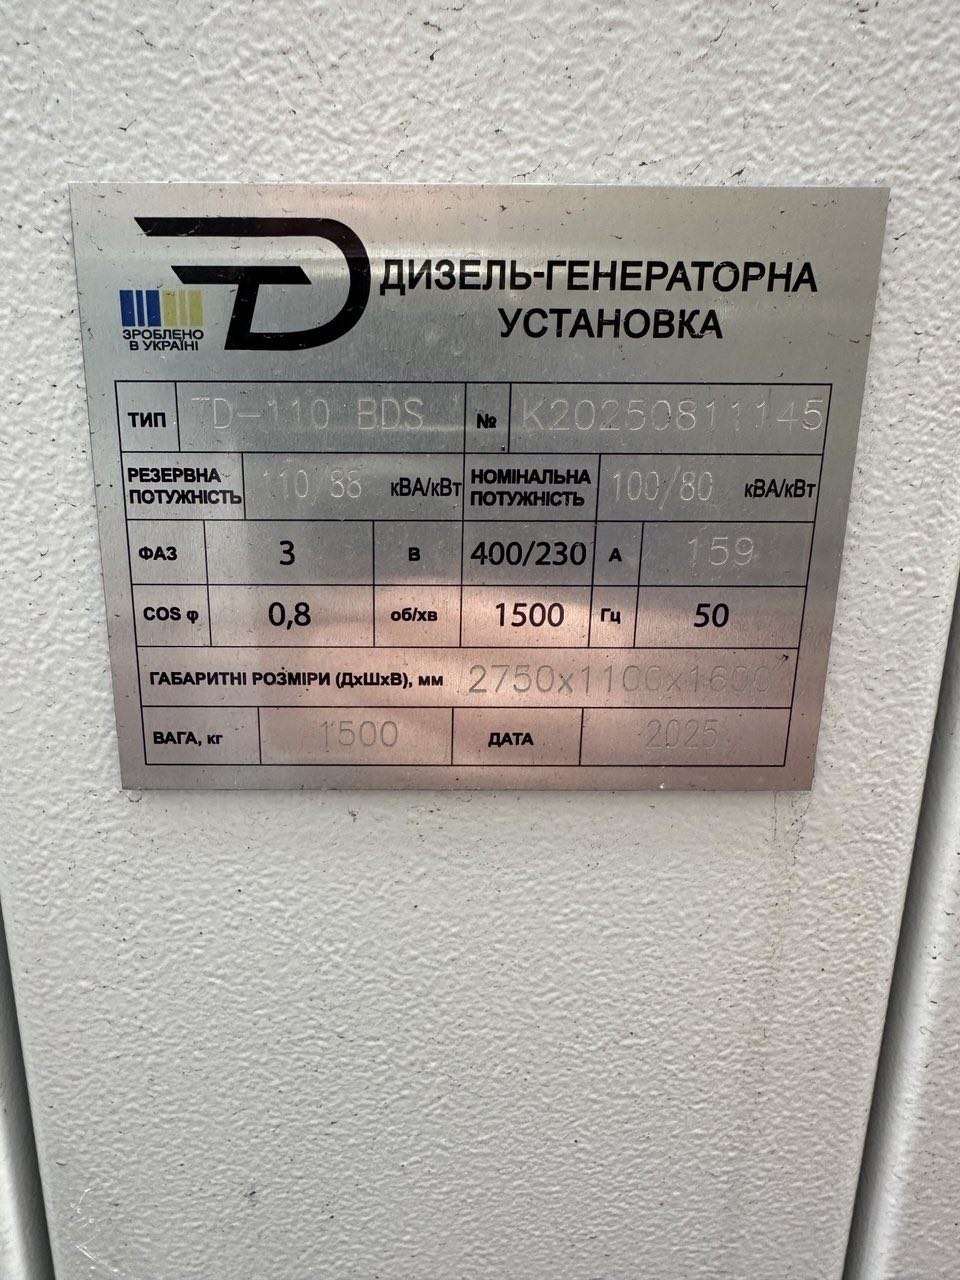 TD
ДИЗЕЛЬ-ГЕНЕРАТОРНА
УСТАНОВКА
ЗРОБЛЕНО
В УКРАЇНІ
ТИП TD-110 BDS № K20250811145
РЕЗЕРВНА ПОТУЖНІСТЬ 110/88 кВА/кВт НОМІНАЛЬНА ПОТУЖНІСТЬ 100/80 кВА/кВт
ФАЗ 3 В 400/230 А 159
COS φ 0,8 об/хв 1500 Гц 50
ГАБАРИТНІ РОЗМІРИ (ДхШхВ), мм 2750x1100x1600
ВАГА, кг 1500 ДАТА 2025